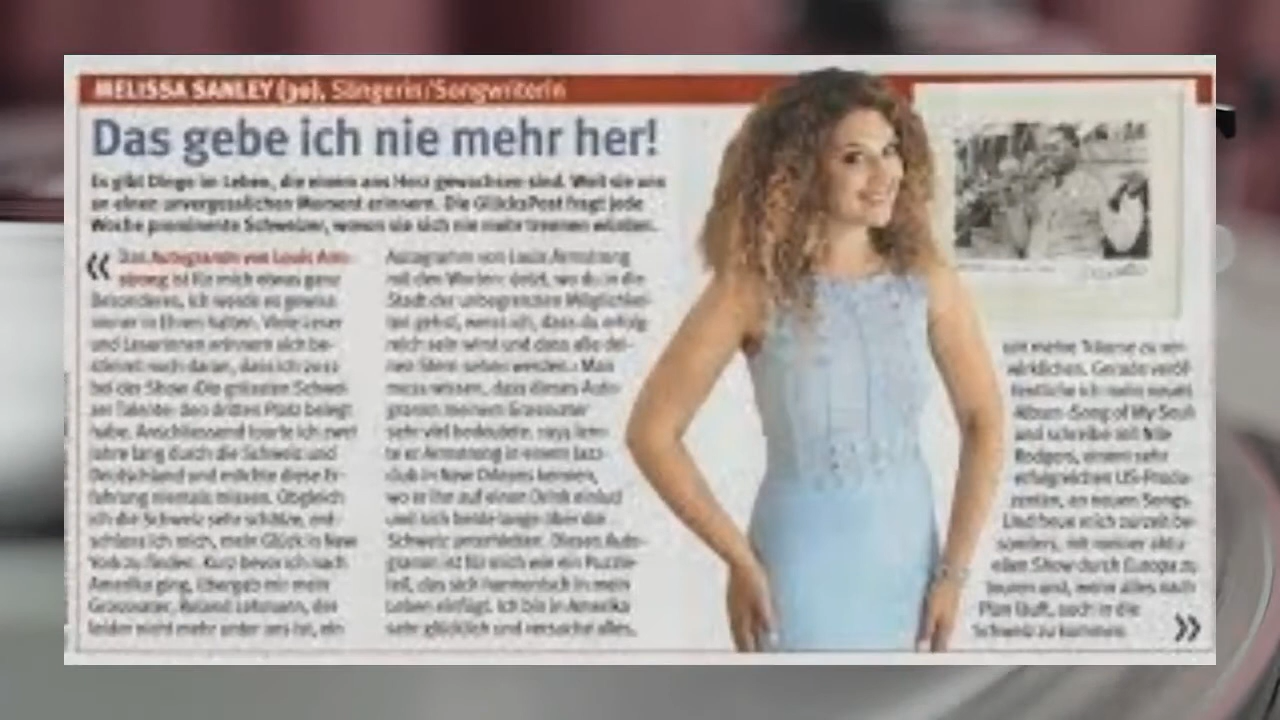 MELISSA SANLEY (30), Sängerin/Songwriterin
Das gebe ich nie mehr her!
Es gibt Dinge im Leben, die einem ans Herz gewachsen sind. Weil sie uns
an einen unvergesslichen Moment erinnern. Die GlücksPost fragt jede
Woche prominente Schweizer, wovon sie sich nie mehr trennen würden.
« Das Autogramm von Louis Arm-
strong ist für mich etwas ganz
Besonderes, ich werde es gewiss
immer in Ehren halten. Viele Leser
und Leserinnen erinnern sich be-
stimmt noch daran, dass ich
bei der Show «Die grössten Schwei-
zer Talente» den dritten Platz belegt
habe. Anschliessend tourte ich zwei
Jahre lang durch die Schweiz und
Deutschland und möchte diese Er-
fahrung niemals missen. Obgleich
ich die Schweiz sehr schätze, ent-
schloss ich mich, mein Glück in New
York zu finden. Kurz bevor ich nach
Amerika ging, übergab mir mein
Grossvater, Roland Lehmann, der
leider nicht mehr unter uns ist, ein
Autogramm von Louis Armstrong
mit den Worten: «Jetzt, wo du in die
Stadt der unbegrenzten Möglichkei-
ten gehst, weiss ich, dass du erfolg-
reich sein wirst und dass alle dei-
nen Stern sehen werden.» Man
muss wissen, dass dieses Auto-
gramm meinem Grossvater
sehr viel bedeutete. lern-
te er Armstrong in einem Jazz-
club in New Orleans kennen,
wo er ihn auf einen Drink einlud
und sich beide lange über die
Schweiz unterhielten. Dieses Auto-
gramm ist für mich wie ein Puzzle-
teil, das sich harmonisch in mein
Leben einfügt. Ich bin in Amerika
sehr glücklich und versuche alles,
um meine Träume zu ver-
wirklichen. Gerade veröf-
fentliche ich mein neues
Album «Song of My Soul»
und schreibe mit Nile
Rodgers, einem sehr
erfolgreichen US-Produ-
zenten, an neuen Songs.
Und freue mich zurzeit be-
sonders, mit meiner aktu-
ellen Show durch Europa zu
touren und, wenn alles nach
Plan läuft, auch in die
Schweiz zu kommen. »